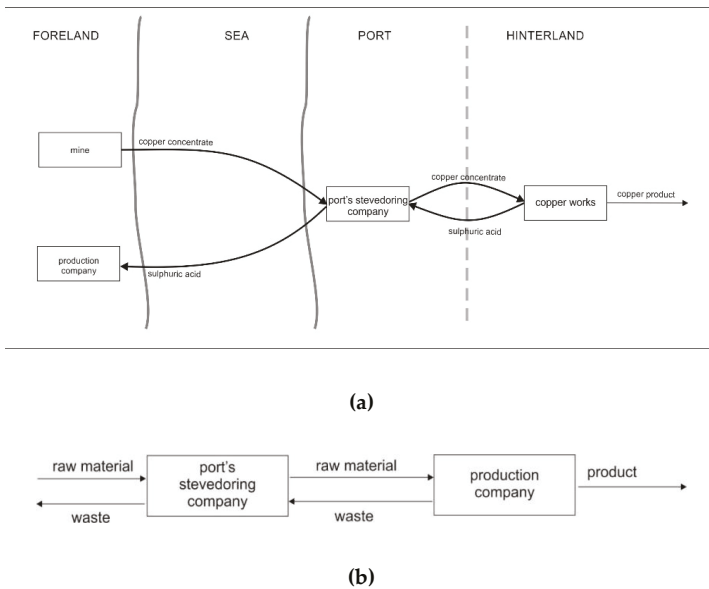 FORELAND
SEA
PORT
HINTERLAND
copper concentrate
mine
copper concentrate
copper product
port's stevedoring
company
copper works
sulphuric acid
production
company
sulphuric acid
(a)
raw material
port's
stevedoring
company
raw material
production
company
product
waste
waste
(b)